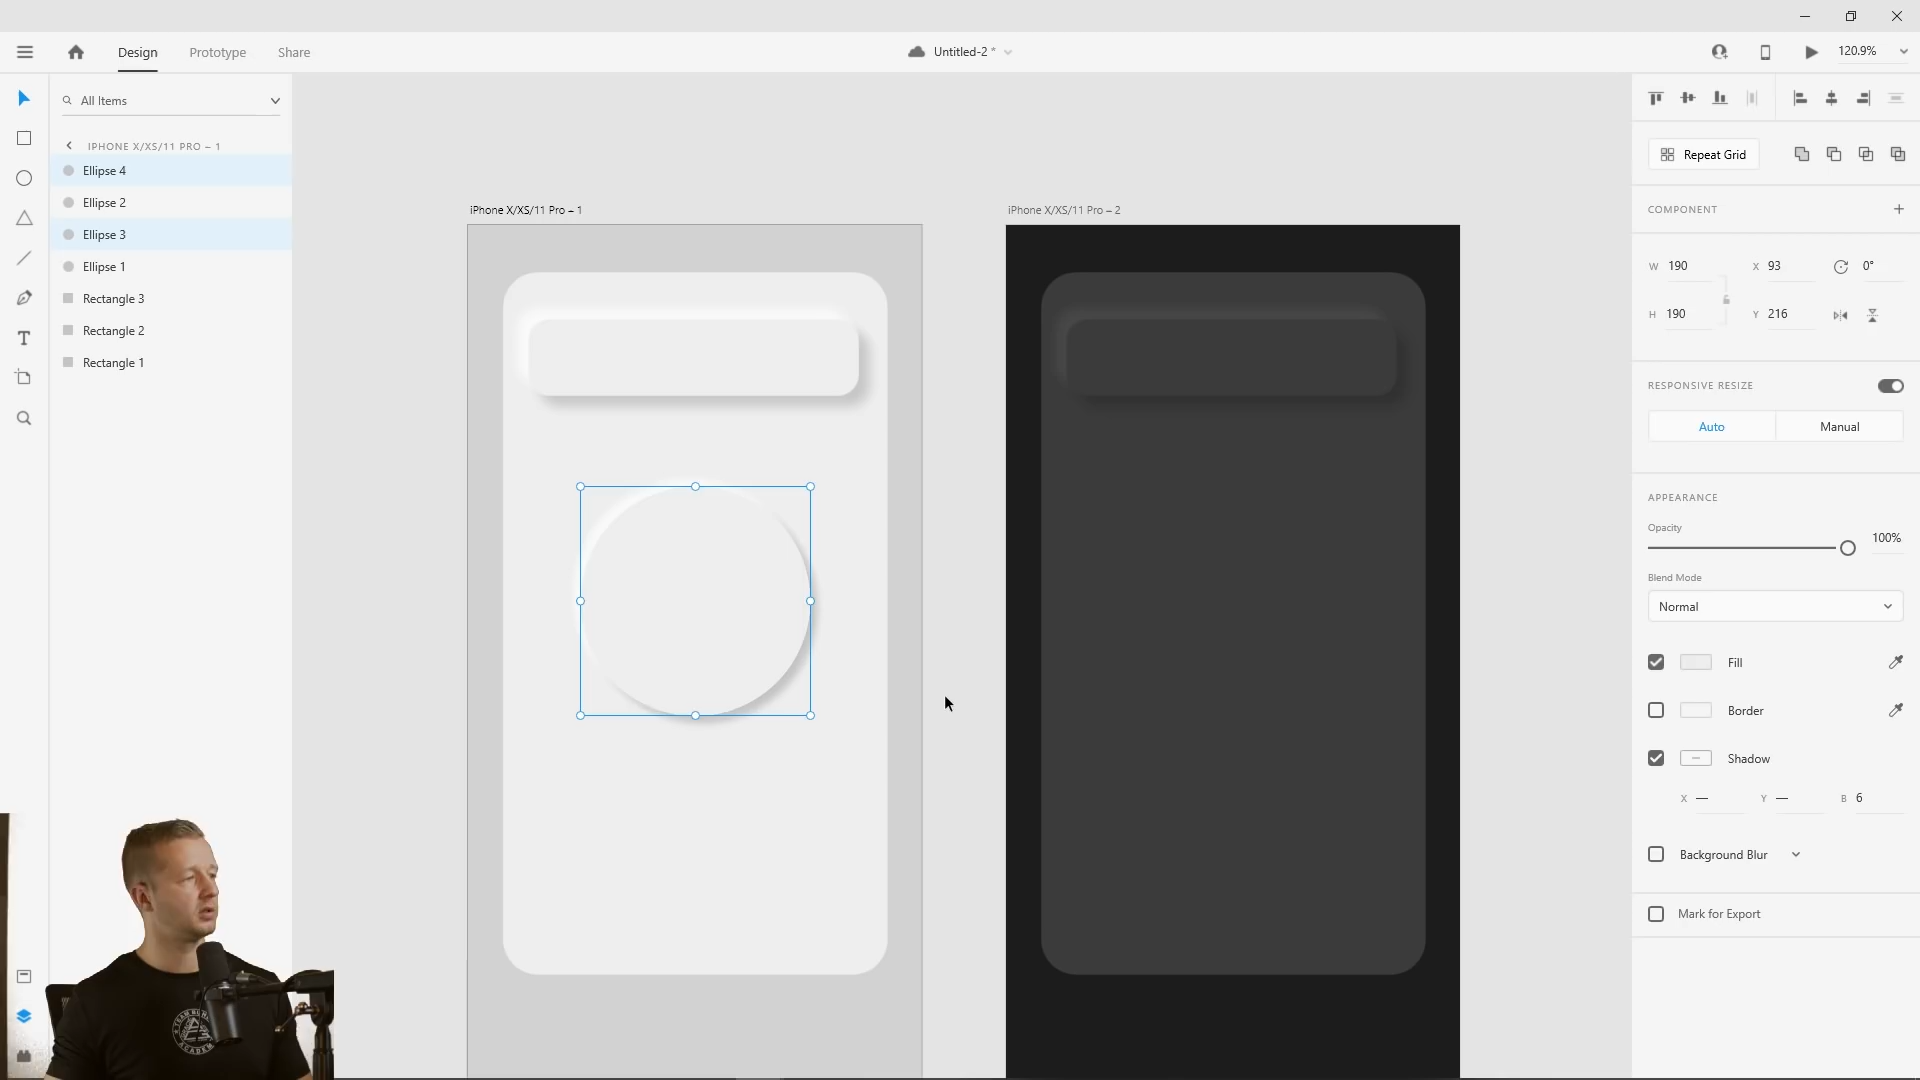 Design
Prototype
Share
Untitled-2 *
120.9%
All Items
IPHONE X/XS/11 PRO – 1
Ellipse 4
Ellipse 2
Ellipse 3
Ellipse 1
Rectangle 3
Rectangle 2
Rectangle 1
iPhone X/XS/11 Pro – 1
iPhone X/XS/11 Pro – 2
Repeat Grid
COMPONENT
W 190 X 93 0°
H 190 Y 216
RESPONSIVE RESIZE
Auto Manual
APPEARANCE
Opacity
100%
Blend Mode
Normal
Fill
Border
Shadow
X — Y — B 6
Background Blur
Mark for Export